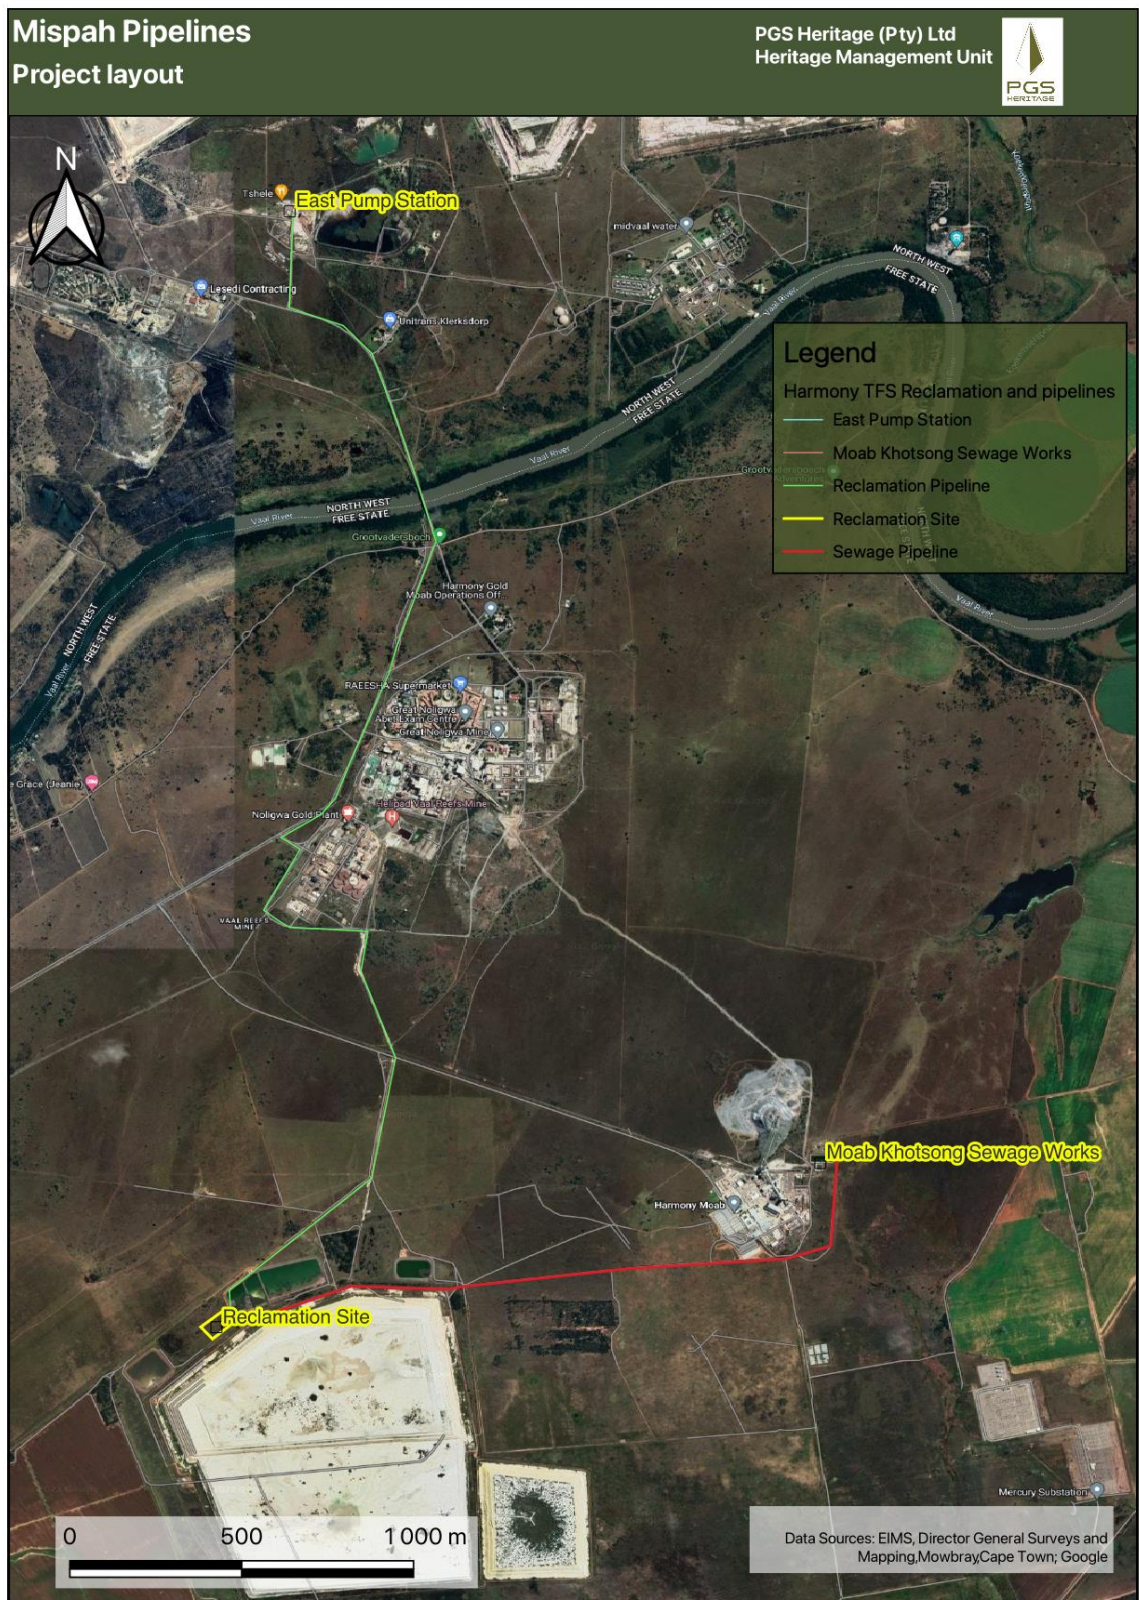 Mispah Pipelines
Project layout
PGS Heritage (Pty) Ltd
Heritage Management Unit
PGS
HERITAGE
N
Tshele
East Pump Station
midvaal water
Lesedi Contracting
Unitrans Klerksdorp
NORTH WEST
FREE STATE
Vaal River
Legend
Harmony TFS Reclamation and pipelines
East Pump Station
Moab Khotsong Sewage Works
Reclamation Pipeline
Reclamation Site
Sewage Pipeline
NORTH WEST
FREE STATE
Vaal River
NORTH WEST
FREE STATE
Vaal River
Grootvadersbosch
Harmony Gold
Moab Operations Off...
Vaal River
NORTH WEST
FREE STATE
Vaal River
RAEESHA Supermarket
Great Noligwa
Abet Exam Centre
Great Noligwa Mine
e Grace (Jeanie)
Helipad Vaal Reefs Mine
Noligwa Gold Plant
H
VAAL REEFS
MINE
Moab Khotsong Sewage Works
Harmony Moab
Reclamation Site
Mercury Substation
0 500 1 000 m
Data Sources: EIMS, Director General Surveys and
Mapping,Mowbray,Cape Town; Google